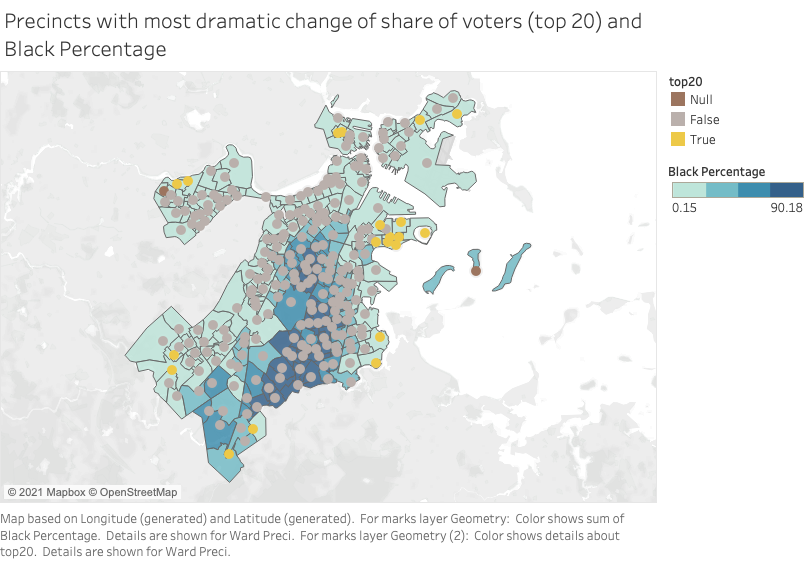 Precincts with most dramatic change of share of voters (top 20) and
Black Percentage
top20
Null
False
True
Black Percentage
0.15 90.18
© 2021 Mapbox © OpenStreetMap
Map based on Longitude (generated) and Latitude (generated). For marks layer Geometry: Color shows sum of
Black Percentage. Details are shown for Ward Preci. For marks layer Geometry (2): Color shows details about
top20. Details are shown for Ward Preci.